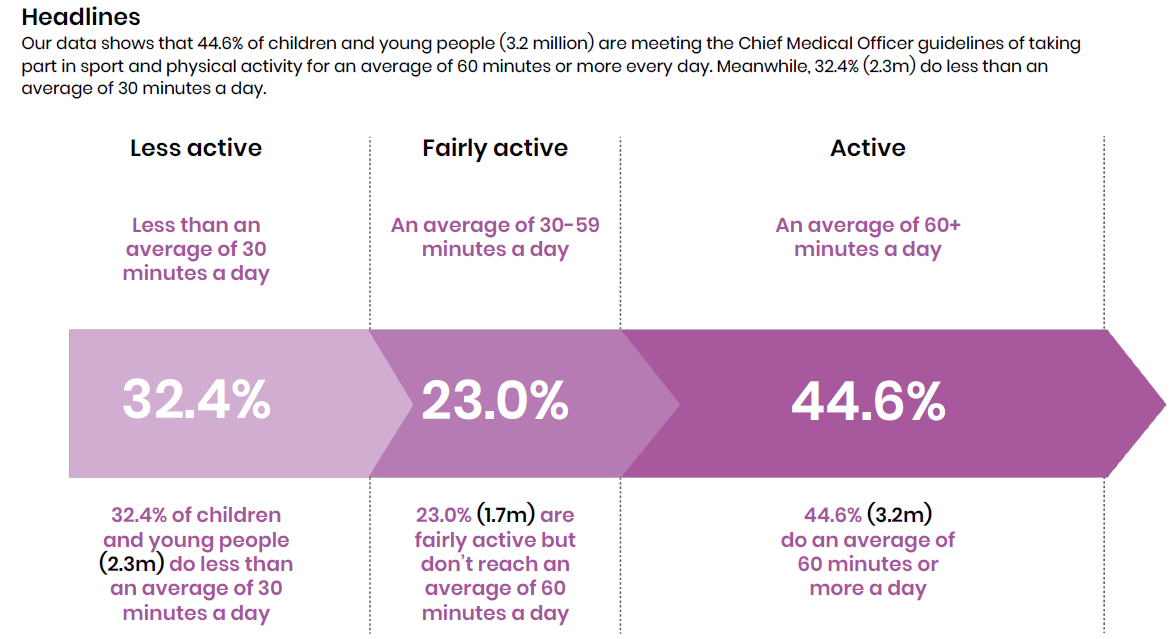 Headlines
Our data shows that 44.6% of children and young people (3.2 million) are meeting the Chief Medical Officer guidelines of taking
part in sport and physical activity for an average of 60 minutes or more every day. Meanwhile, 32.4% (2.3m) do less than an
average of 30 minutes a day.
Less active
Fairly active
Active
Less than an
average of 30
minutes a day
An average of 30-59
minutes a day
An average of 60+
minutes a day
32.4%
23.0%
44.6%
32.4% of children
and young people
(2.3m) do less than
an average of 30
minutes a day
23.0% (1.7m) are
fairly active but
don't reach an
average of 60
minutes a day
44.6% (3.2m)
do an average of
60 minutes or
more a day